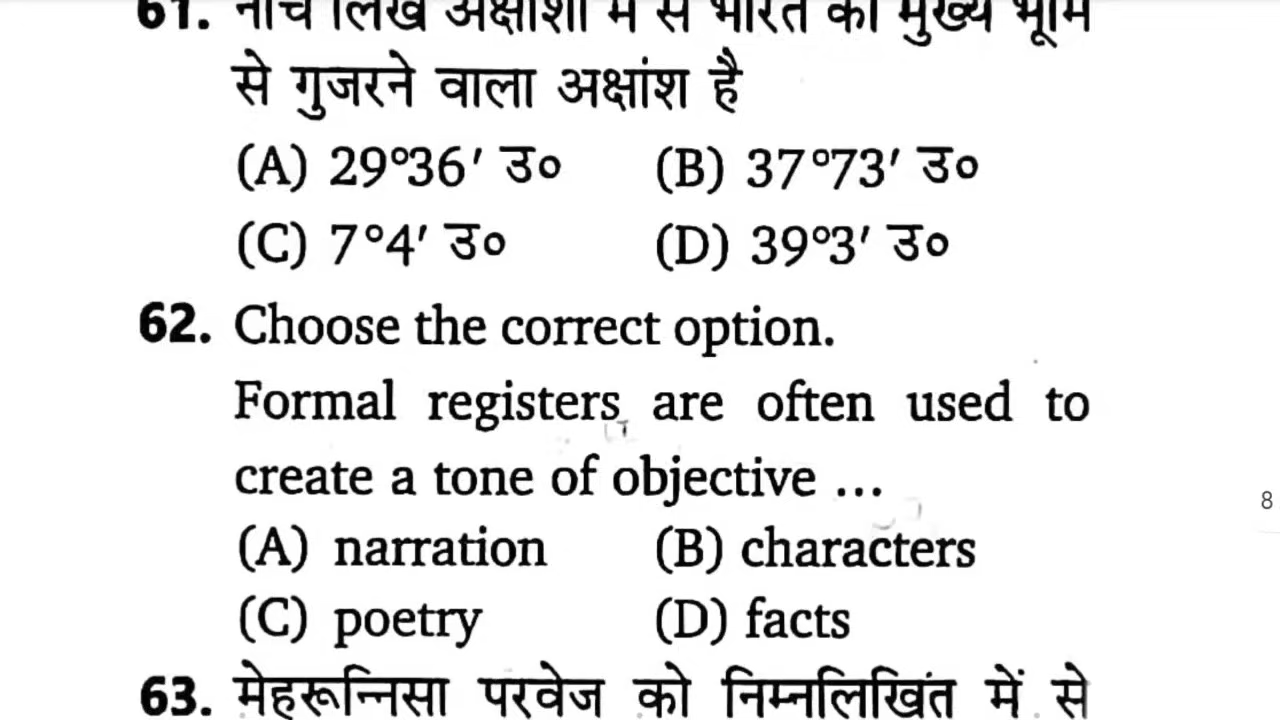 61. नीचे लिखे अक्षांशों में से भारत की मुख्य भूमि
से गुजरने वाला अक्षांश है
(A) 29°36′ उ० (B) 37°73′ उ०
(C) 7°4′ उ० (D) 39°3′ उ०
62. Choose the correct option.
Formal registers are often used to
create a tone of objective ...
(A) narration (B) characters
8
(C) poetry (D) facts
63. मेहरून्निसा परवेज को निम्नलिखित में से